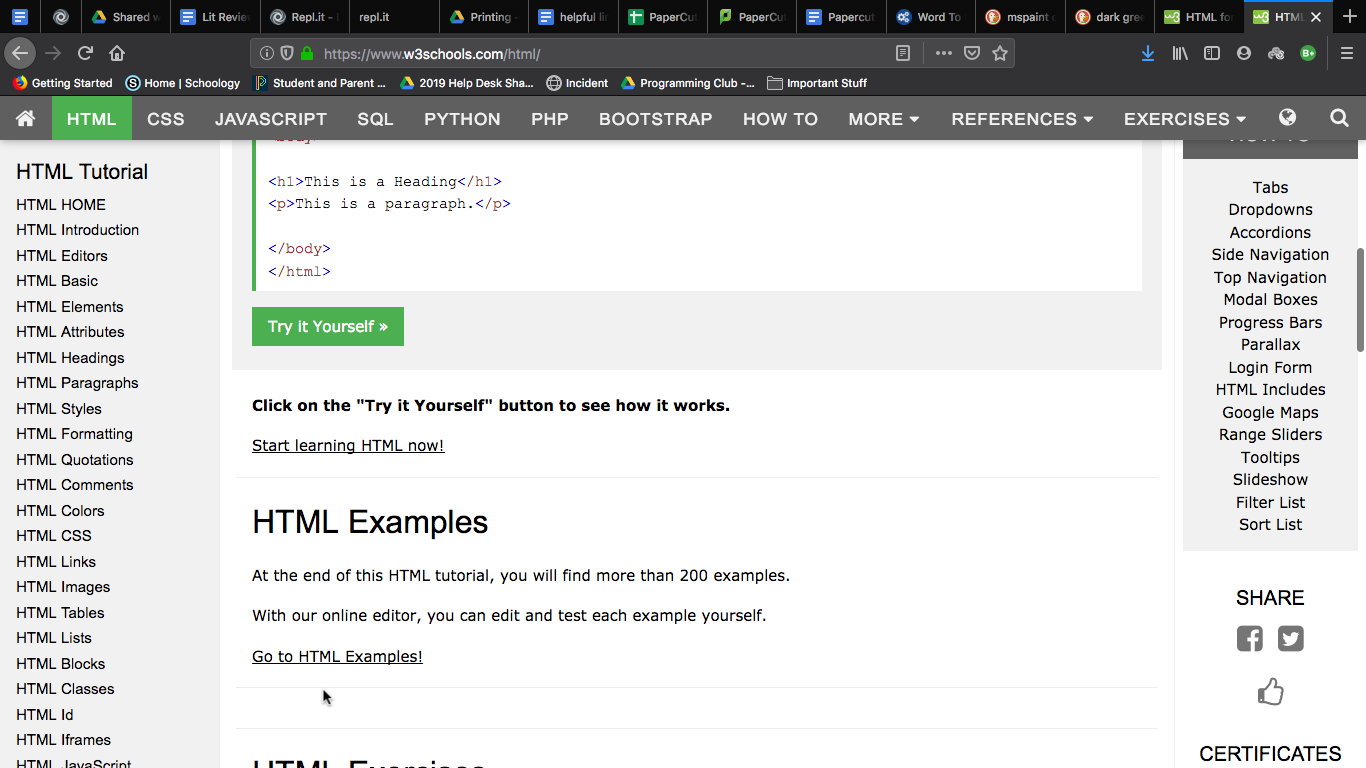 Shared w
Lit Revie
Repl.it -
repl.it
Printing -
helpful li
PaperCut
PaperCut
Papercut
Word To
mspaint
dark gre
HTML fo
HTML
https://www.w3schools.com/html/
Getting Started
Home | Schoology
Student and Parent ...
2019 Help Desk Sha...
Incident
Programming Club -...
Important Stuff
HTML
CSS
JAVASCRIPT
SQL
PYTHON
PHP
BOOTSTRAP
HOW TO
MORE
REFERENCES
EXERCISES
HTML Tutorial
HTML HOME
HTML Introduction
HTML Editors
HTML Basic
HTML Elements
HTML Attributes
HTML Headings
HTML Paragraphs
HTML Styles
HTML Formatting
HTML Quotations
HTML Comments
HTML Colors
HTML CSS
HTML Links
HTML Images
HTML Tables
HTML Lists
HTML Blocks
HTML Classes
HTML Id
HTML Iframes
HTML JavaScript
<body>
<h1>This is a Heading</h1>
<p>This is a paragraph.</p>
</body>
</html>
Try it Yourself »
Click on the "Try it Yourself" button to see how it works.
Start learning HTML now!
HTML Examples
At the end of this HTML tutorial, you will find more than 200 examples.
With our online editor, you can edit and test each example yourself.
Go to HTML Examples!
HTML Exercises
HOW TO
Tabs
Dropdowns
Accordions
Side Navigation
Top Navigation
Modal Boxes
Progress Bars
Parallax
Login Form
HTML Includes
Google Maps
Range Sliders
Tooltips
Slideshow
Filter List
Sort List
SHARE
CERTIFICATES